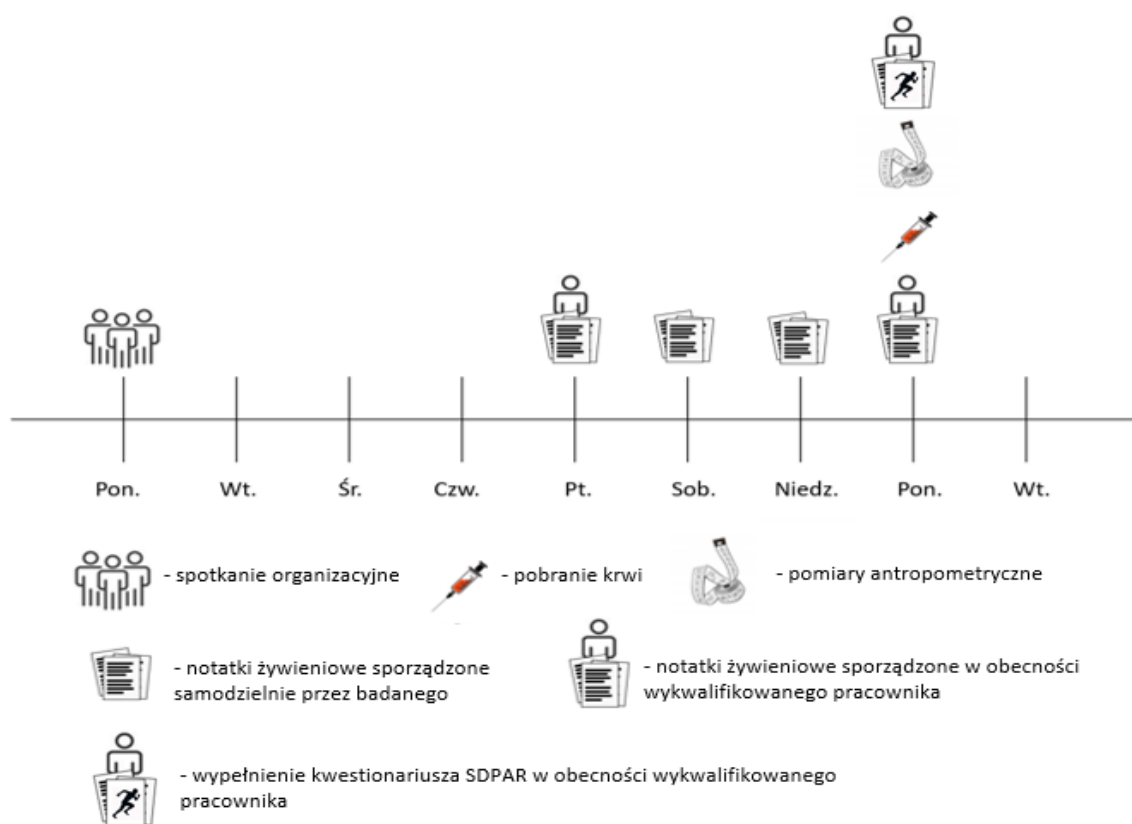 Pon. Wt. Śr. Czw. Pt. Sob. Niedz. Pon. Wt.
- spotkanie organizacyjne - pobranie krwi - pomiary antropometryczne
- notatki żywieniowe sporządzone
samodzielnie przez badanego
- notatki żywieniowe sporządzone w obecności
wykwalifikowanego pracownika
- wypełnienie kwestionariusza SDPAR w obecności wykwalifikowanego
pracownika